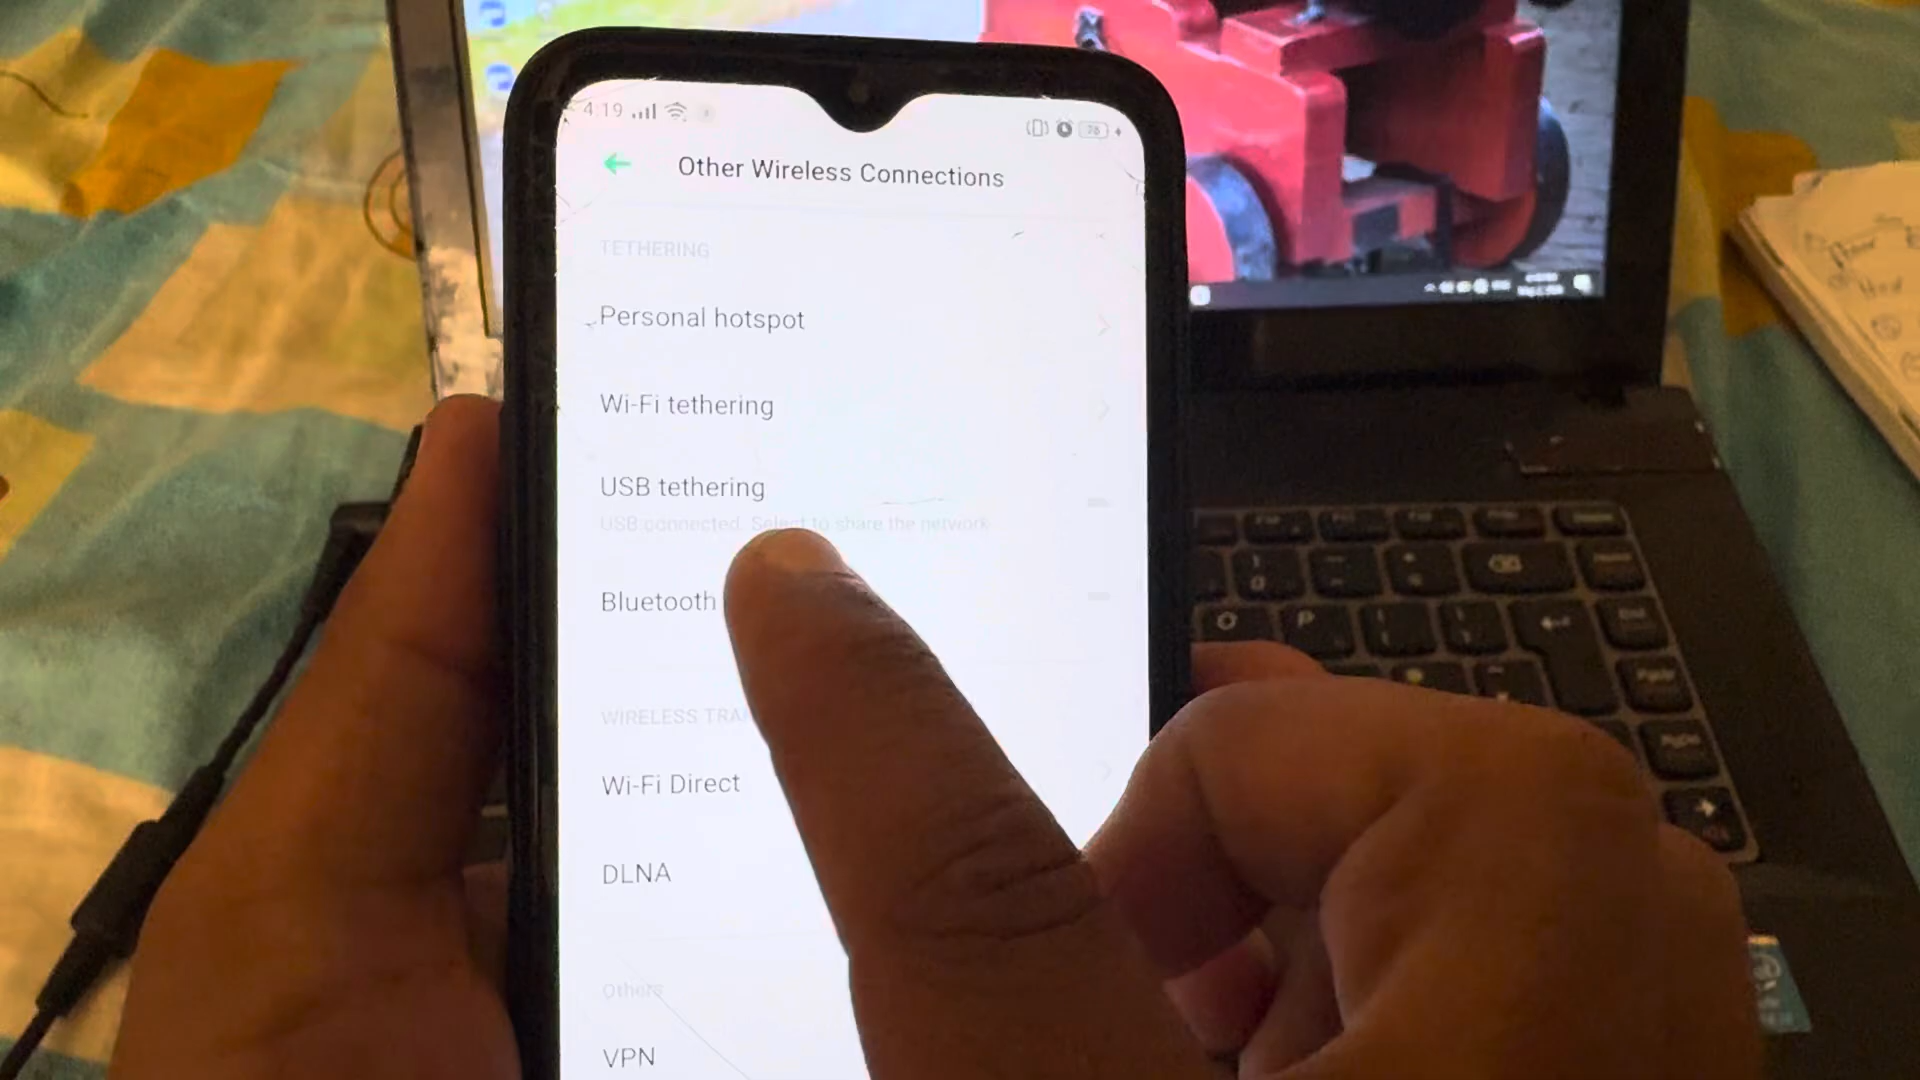 4:19
76
Other Wireless Connections
TETHERING
Personal hotspot
Wi-Fi tethering
USB tethering
USB connected. Select to share the network
Bluetooth
WIRELESS TRA
Wi-Fi Direct
DLNA
Others
VPN